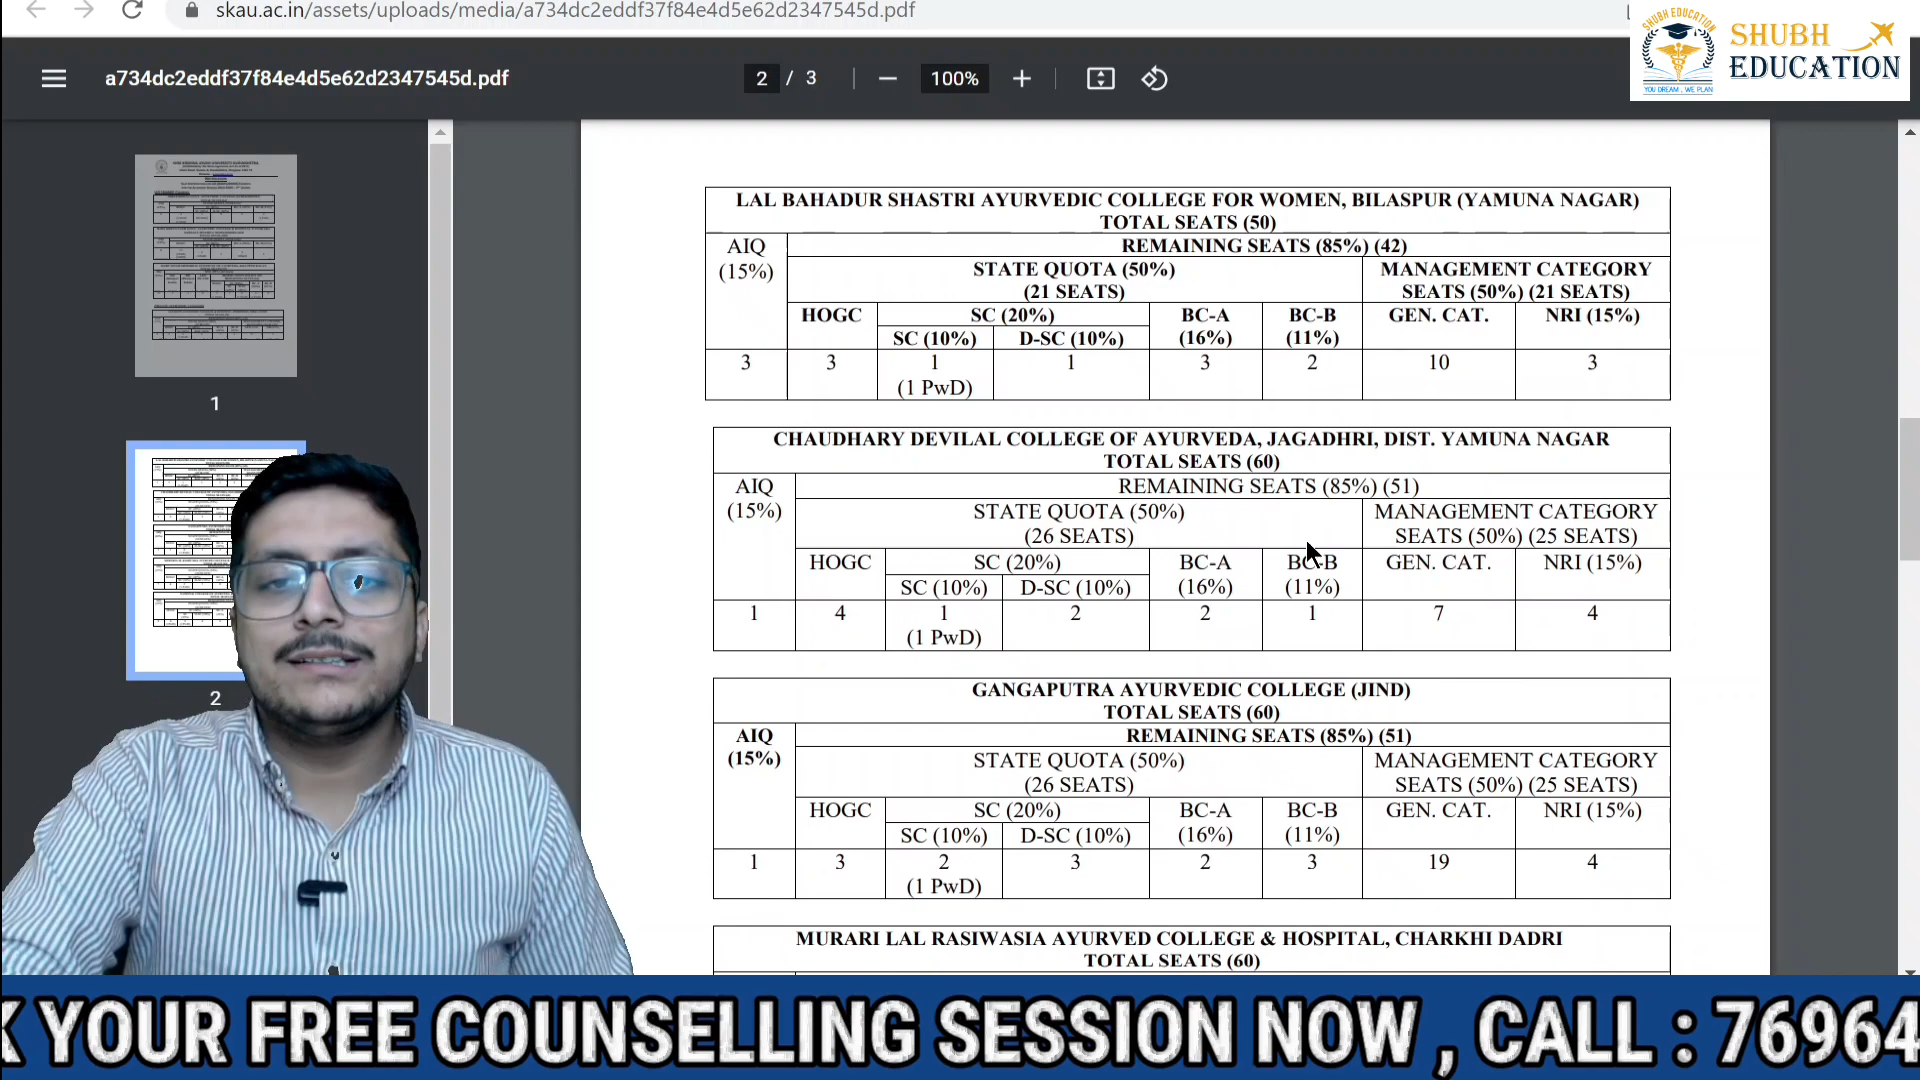 skau.ac.in/assets/uploads/media/a734dc2eddf37f84e4d5e62d2347545d.pdf
SHUBH EDUCATION
YOU DREAM , WE PLAN
SHUBH
EDUCATION
a734dc2eddf37f84e4d5e62d2347545d.pdf
2 / 3
100%
1
2
LAL BAHADUR SHASTRI AYURVEDIC COLLEGE FOR WOMEN, BILASPUR (YAMUNA NAGAR)
TOTAL SEATS (50)
AIQ (15%) REMAINING SEATS (85%) (42)
STATE QUOTA (50%) MANAGEMENT CATEGORY
(21 SEATS) SEATS (50%) (21 SEATS)
HOGC SC (20%) BC-A (16%) BC-B (11%) GEN. CAT. NRI (15%)
SC (10%) D-SC (10%)
3 3 1 1 3 2 10 3
(1 PwD)
CHAUDHARY DEVILAL COLLEGE OF AYURVEDA, JAGADHRI, DIST. YAMUNA NAGAR
TOTAL SEATS (60)
AIQ (15%) REMAINING SEATS (85%) (51)
STATE QUOTA (50%) MANAGEMENT CATEGORY
(26 SEATS) SEATS (50%) (25 SEATS)
HOGC SC (20%) BC-A (16%) BC-B (11%) GEN. CAT. NRI (15%)
SC (10%) D-SC (10%)
1 4 1 2 2 1 7 4
(1 PwD)
GANGAPUTRA AYURVEDIC COLLEGE (JIND)
TOTAL SEATS (60)
AIQ (15%) REMAINING SEATS (85%) (51)
STATE QUOTA (50%) MANAGEMENT CATEGORY
(26 SEATS) SEATS (50%) (25 SEATS)
HOGC SC (20%) BC-A (16%) BC-B (11%) GEN. CAT. NRI (15%)
SC (10%) D-SC (10%)
1 3 2 3 2 3 19 4
(1 PwD)
MURARI LAL RASIWASIA AYURVED COLLEGE & HOSPITAL, CHARKHI DADRI
TOTAL SEATS (60)
K YOUR FREE COUNSELLING SESSION NOW , CALL : 76964